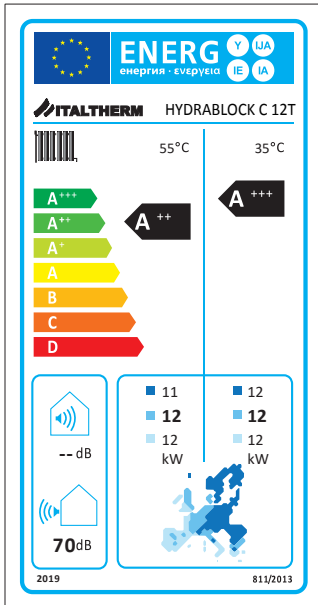 ENERG Y IJA
енергия · ενεργεια IE IA
ITALTHERM HYDRABLOCK C 12T
55°C 35°C
A+++
A++
A+
A
B
C
D
A ++
A +++
11 12
12 12
12 12
kW kW
-- dB
70dB
2019 811/2013